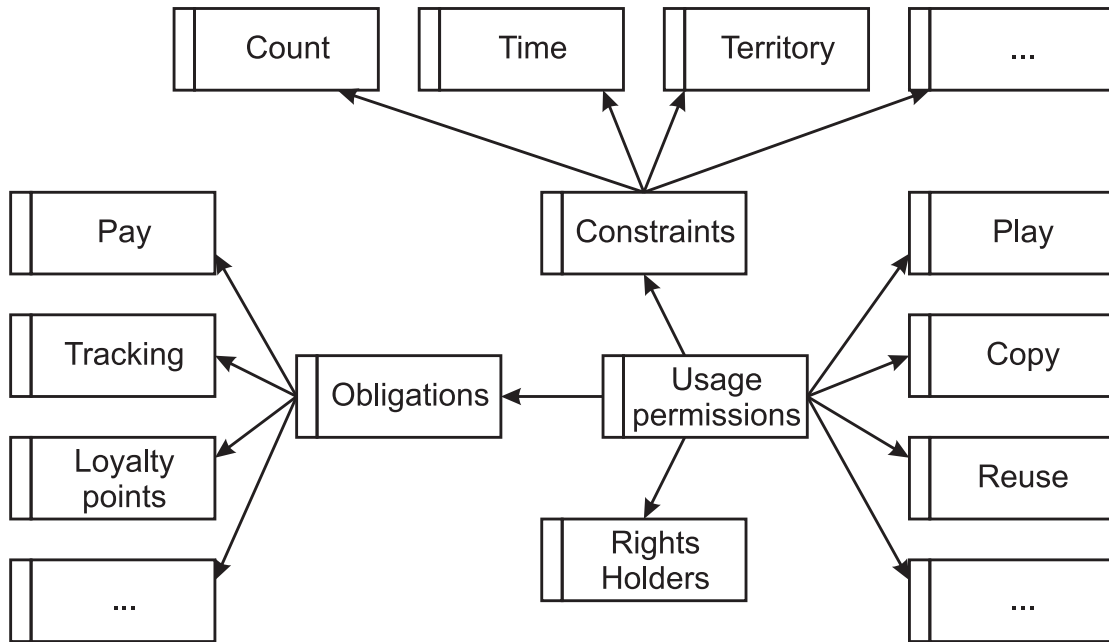 Count
Time
Territory
...
Pay
Constraints
Play
Tracking
Obligations
Usage
permissions
Copy
Loyalty
points
Reuse
Rights
Holders
...
...